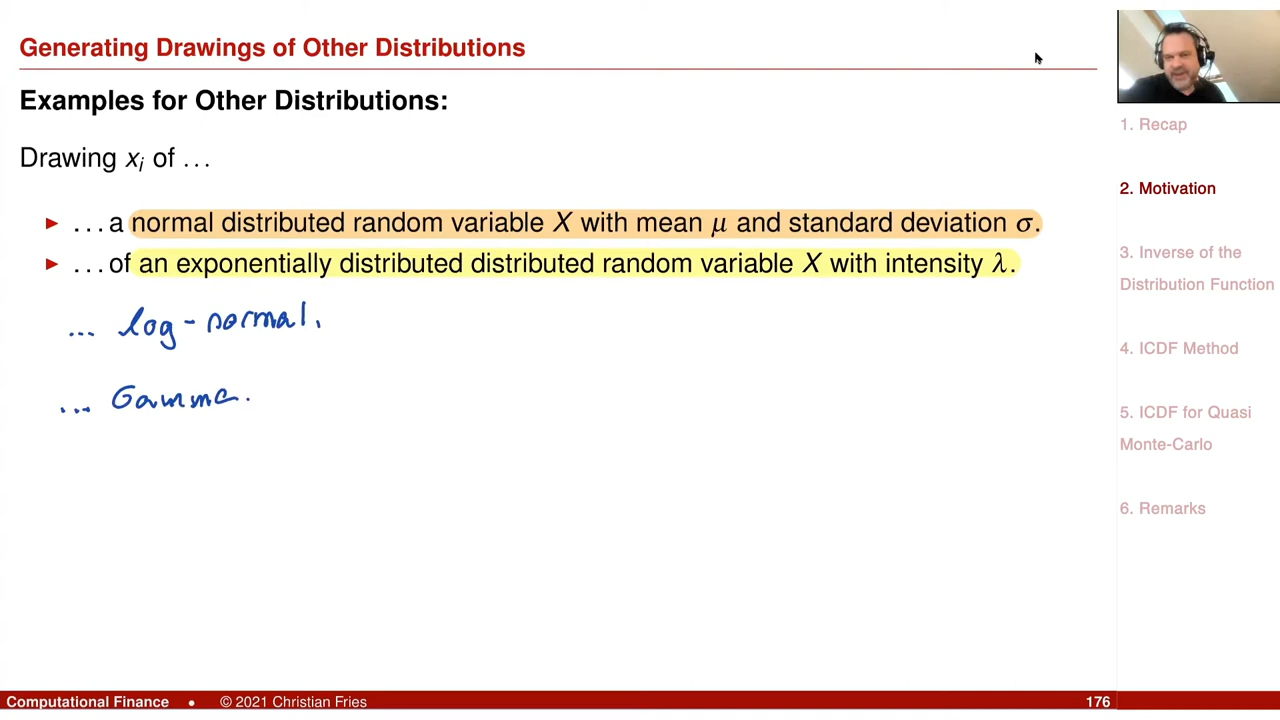 Generating Drawings of Other Distributions
Examples for Other Distributions:
Drawing xᵢ of ...
▶ ...a normal distributed random variable X with mean μ and standard deviation σ.
▶ ...of an exponentially distributed distributed random variable X with intensity λ.
... log-normal.
... Gamma.
1. Recap
2. Motivation
3. Inverse of the
Distribution Function
4. ICDF Method
5. ICDF for Quasi
Monte-Carlo
6. Remarks
Computational Finance • © 2021 Christian Fries 176